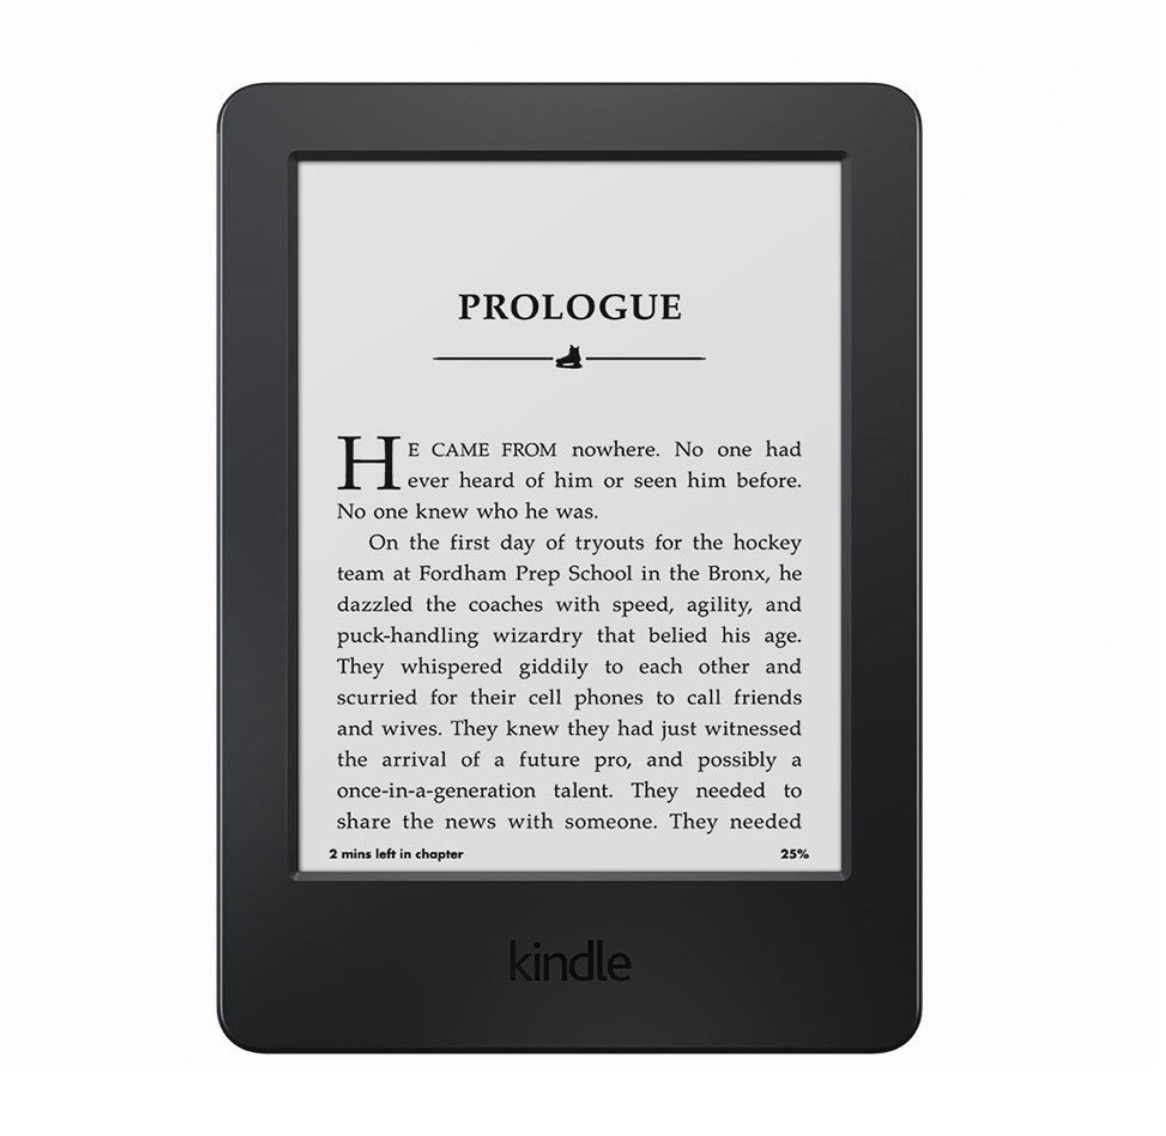 PROLOGUE
HE CAME FROM nowhere. No one had
ever heard of him or seen him before.
No one knew who he was.
On the first day of tryouts for the hockey
team at Fordham Prep School in the Bronx, he
dazzled the coaches with speed, agility, and
puck-handling wizardry that belied his age.
They whispered giddily to each other and
scurried for their cell phones to call friends
and wives. They knew they had just witnessed
the arrival of a future pro, and possibly a
once-in-a-generation talent. They needed to
share the news with someone. They needed
2 mins left in chapter 25%
kindle